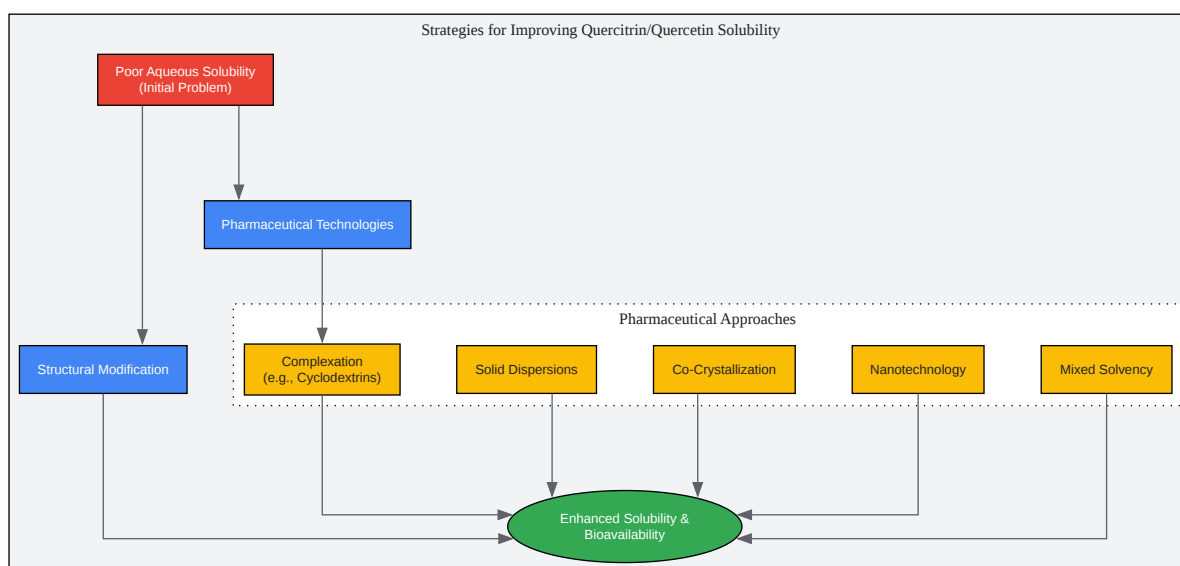 Strategies for Improving Quercitrin/Quercetin Solubility
Poor Aqueous Solubility
(Initial Problem)
Pharmaceutical Technologies
Pharmaceutical Approaches
Structural Modification
Complexation
(e.g., Cyclodextrins)
Solid Dispersions
Co-Crystallization
Nanotechnology
Mixed Solvency
Enhanced Solubility &
Bioavailability